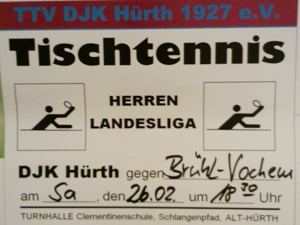 TTV DJK Hürth 1927 e.V.
Tischtennis
HERREN
LANDESLIGA
DJK Hürth gegen Brühl-Vochem
am Sa , den 26.02. um 18 30 Uhr
TURNHALLE Clementinenschule, Schlangenpfad, ALT-HÜRTH